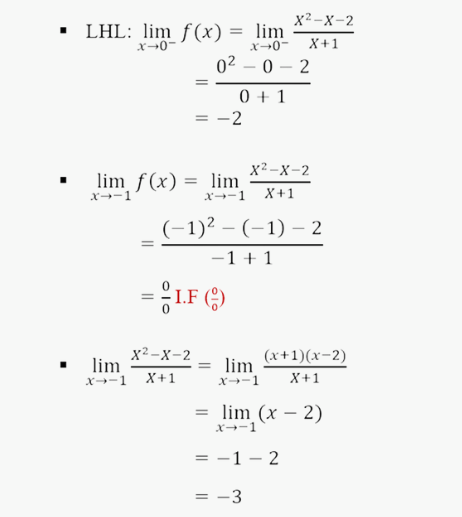 ▪ LHL: lim x→0⁻ f(x) = lim x→0⁻ (X²−X−2)/(X+1)
= (0² − 0 − 2)/(0 + 1)
= −2
▪ lim x→−1 f(x) = lim x→−1 (X²−X−2)/(X+1)
= ((−1)² − (−1) − 2)/(−1 + 1)
= 0/0 I.F (0/0)
▪ lim x→−1 (X²−X−2)/(X+1) = lim x→−1 ((x+1)(x−2))/(X+1)
= lim x→−1 (x − 2)
= −1 − 2
= −3